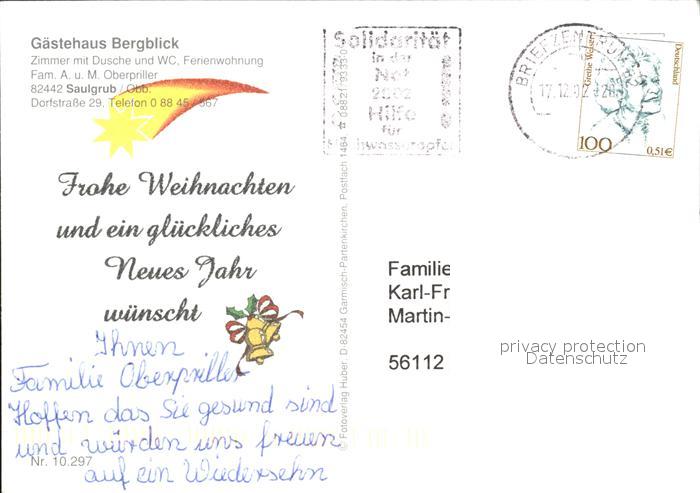 Gästehaus Bergblick
Zimmer mit Dusche und WC, Ferienwohnung
Fam. A. u. M. Oberpriller
82442 Saulgrub / Obb.
Dorfstraße 29, Telefon 0 88 45 / 567
Frohe Weihnachten
und ein glückliches
Neues Jahr
wünscht
Ihnen
Familie Oberpriller
Hoffen das Sie gesund sind
und würden uns freuen
auf ein Wiedersehn
Nr. 10.297
© Fotoverlag Huber, D-82454 Garmisch-Partenkirchen, Postfach 1464
Solidarität
in der
Not
2002
Hilfe
für
BRIEFZENTRUM
17.12.02
Deutschland
100
0,51€
Familie
Karl-Fr
Martin-
56112
privacy protection
Datenschutz